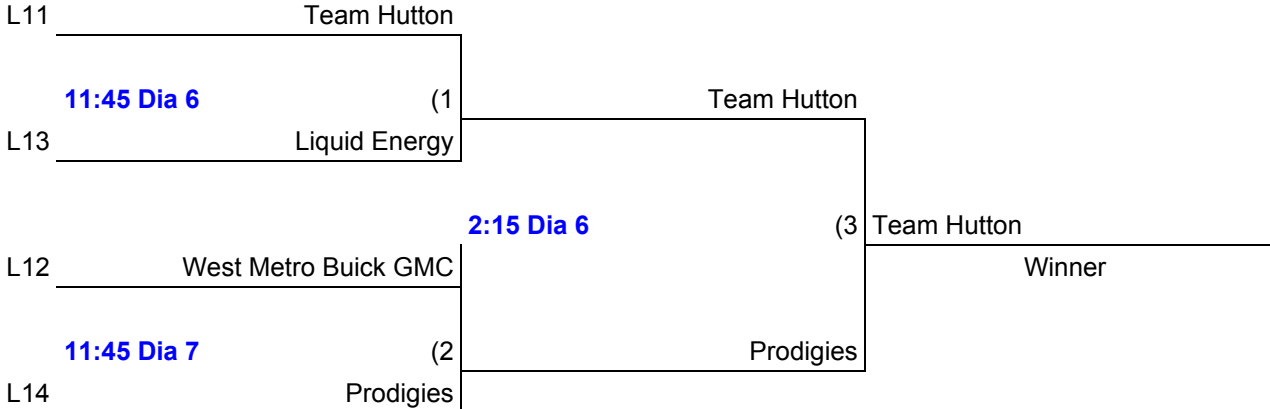 L11 Team Hutton
11:45 Dia 6 (1 Team Hutton
L13 Liquid Energy
2:15 Dia 6 (3 Team Hutton
L12 West Metro Buick GMC Winner
11:45 Dia 7 (2 Prodigies
L14 Prodigies